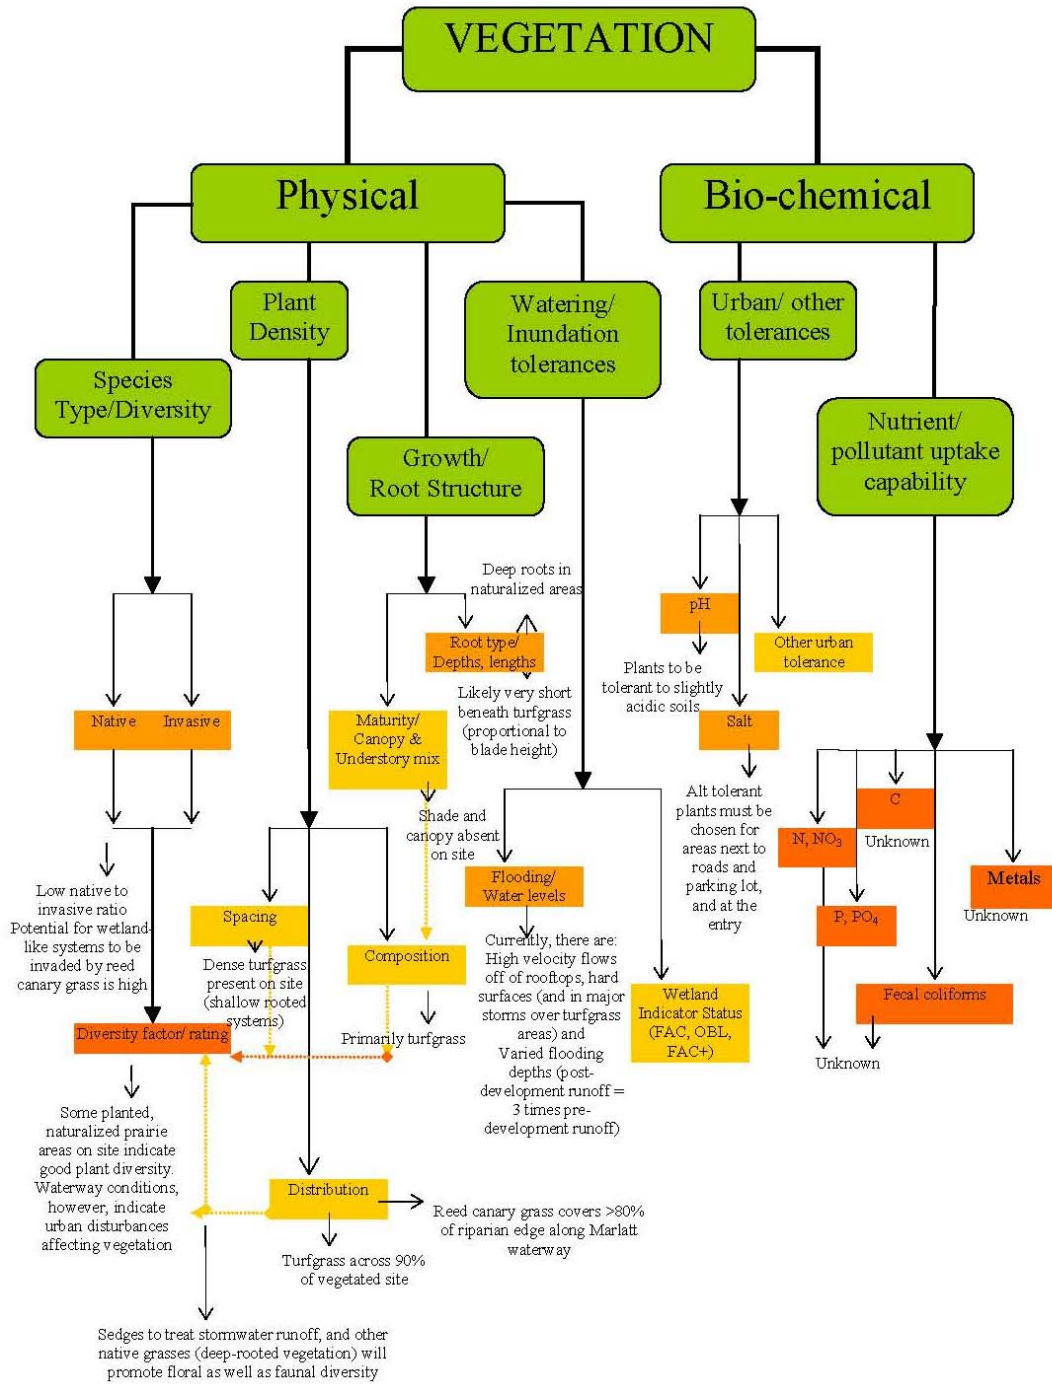 VEGETATION
Physical
Bio-chemical
Species
Type/Diversity
Plant
Density
Growth/
Root Structure
Watering/
Inundation
tolerances
Urban/ other
tolerances
Nutrient/
pollutant uptake
capability
Native
Invasive
Low native to
invasive ratio
Potential for wetland-
like systems to be
invaded by reed
canary grass is high
Diversity factor/ rating
Some planted,
naturalized prairie
areas on site indicate
good plant diversity.
Waterway conditions,
however, indicate
urban disturbances
affecting vegetation
Sedges to treat stormwater runoff, and other
native grasses (deep-rooted vegetation) will
promote floral as well as faunal diversity
Spacing
Dense turfgrass
present on site
(shallow rooted
systems)
Composition
Primarily turfgrass
Distribution
Turfgrass across 90%
of vegetated site
Reed canary grass covers >80%
of riparian edge along Marlatt
waterway
Deep roots in
naturalized areas
Root type/
Depths, lengths
Likely very short
beneath turfgrass
(proportional to
blade height)
Maturity/
Canopy &
Understory mix
Shade and
canopy absent
on site
Flooding/
Water levels
Currently, there are:
High velocity flows
off of rooftops, hard
surfaces (and in major
storms over turfgrass
areas) and
Varied flooding
depths (post-
development runoff =
3 times pre-
development runoff)
Wetland
Indicator Status
(FAC, OBL,
FAC+)
pH
Plants to be
tolerant to slightly
acidic soils
Salt
Alt tolerant
plants must be
chosen for
areas next to
roads and
parking lot,
and at the
entry
Other urban
tolerance
N, NO3
C
Unknown
P, PO4
Metals
Unknown
Fecal coliforms
Unknown